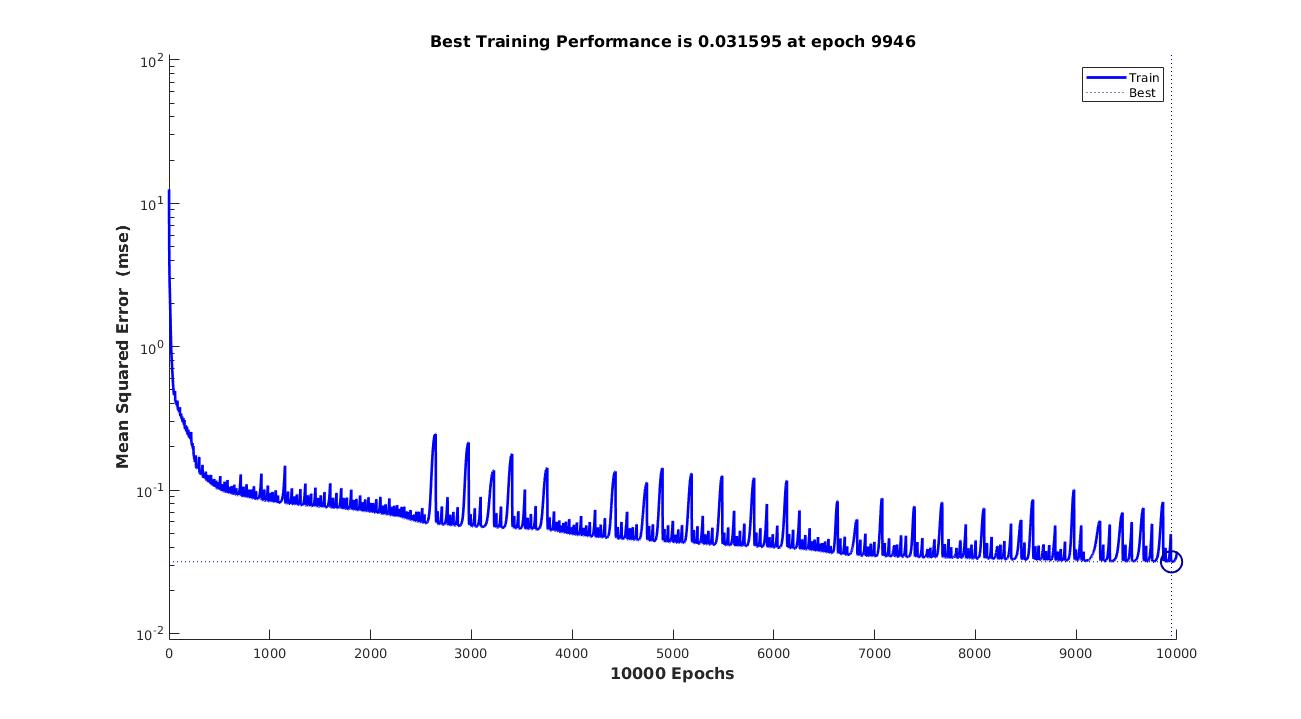 Best Training Performance is 0.031595 at epoch 9946
Train
Best
Mean Squared Error (mse)
10^2
10^1
10^0
10^-1
10^-2
0 1000 2000 3000 4000 5000 6000 7000 8000 9000 10000
10000 Epochs